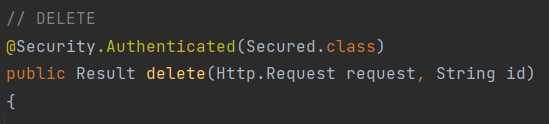 // DELETE
@Security.Authenticated(Secured.class)
public Result delete(Http.Request request, String id)
{